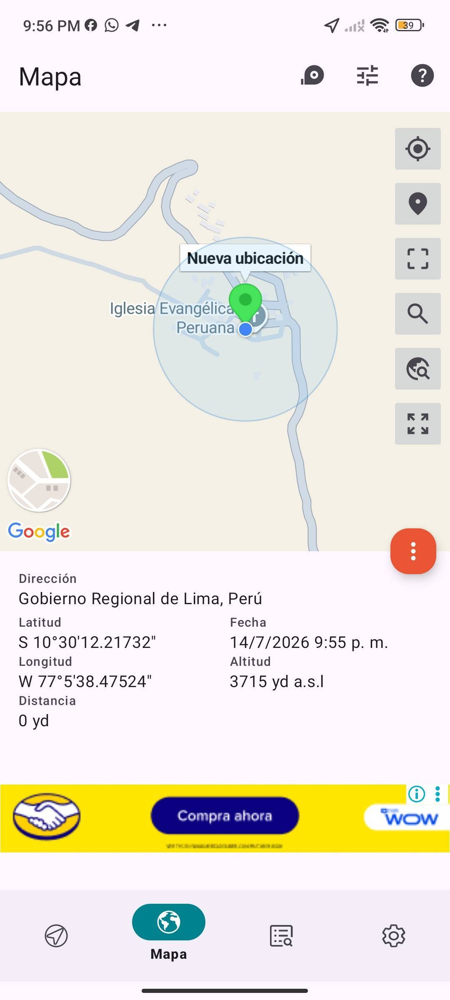 9:56 PM
39
Mapa
Nueva ubicación
Iglesia Evangélica
Peruana
Google
Dirección
Gobierno Regional de Lima, Perú
Latitud
S 10°30'12.21732"
Fecha
14/7/2026 9:55 p. m.
Longitud
W 77°5'38.47524"
Altitud
3715 yd a.s.l
Distancia
0 yd
Compra ahora
WOW
Mapa